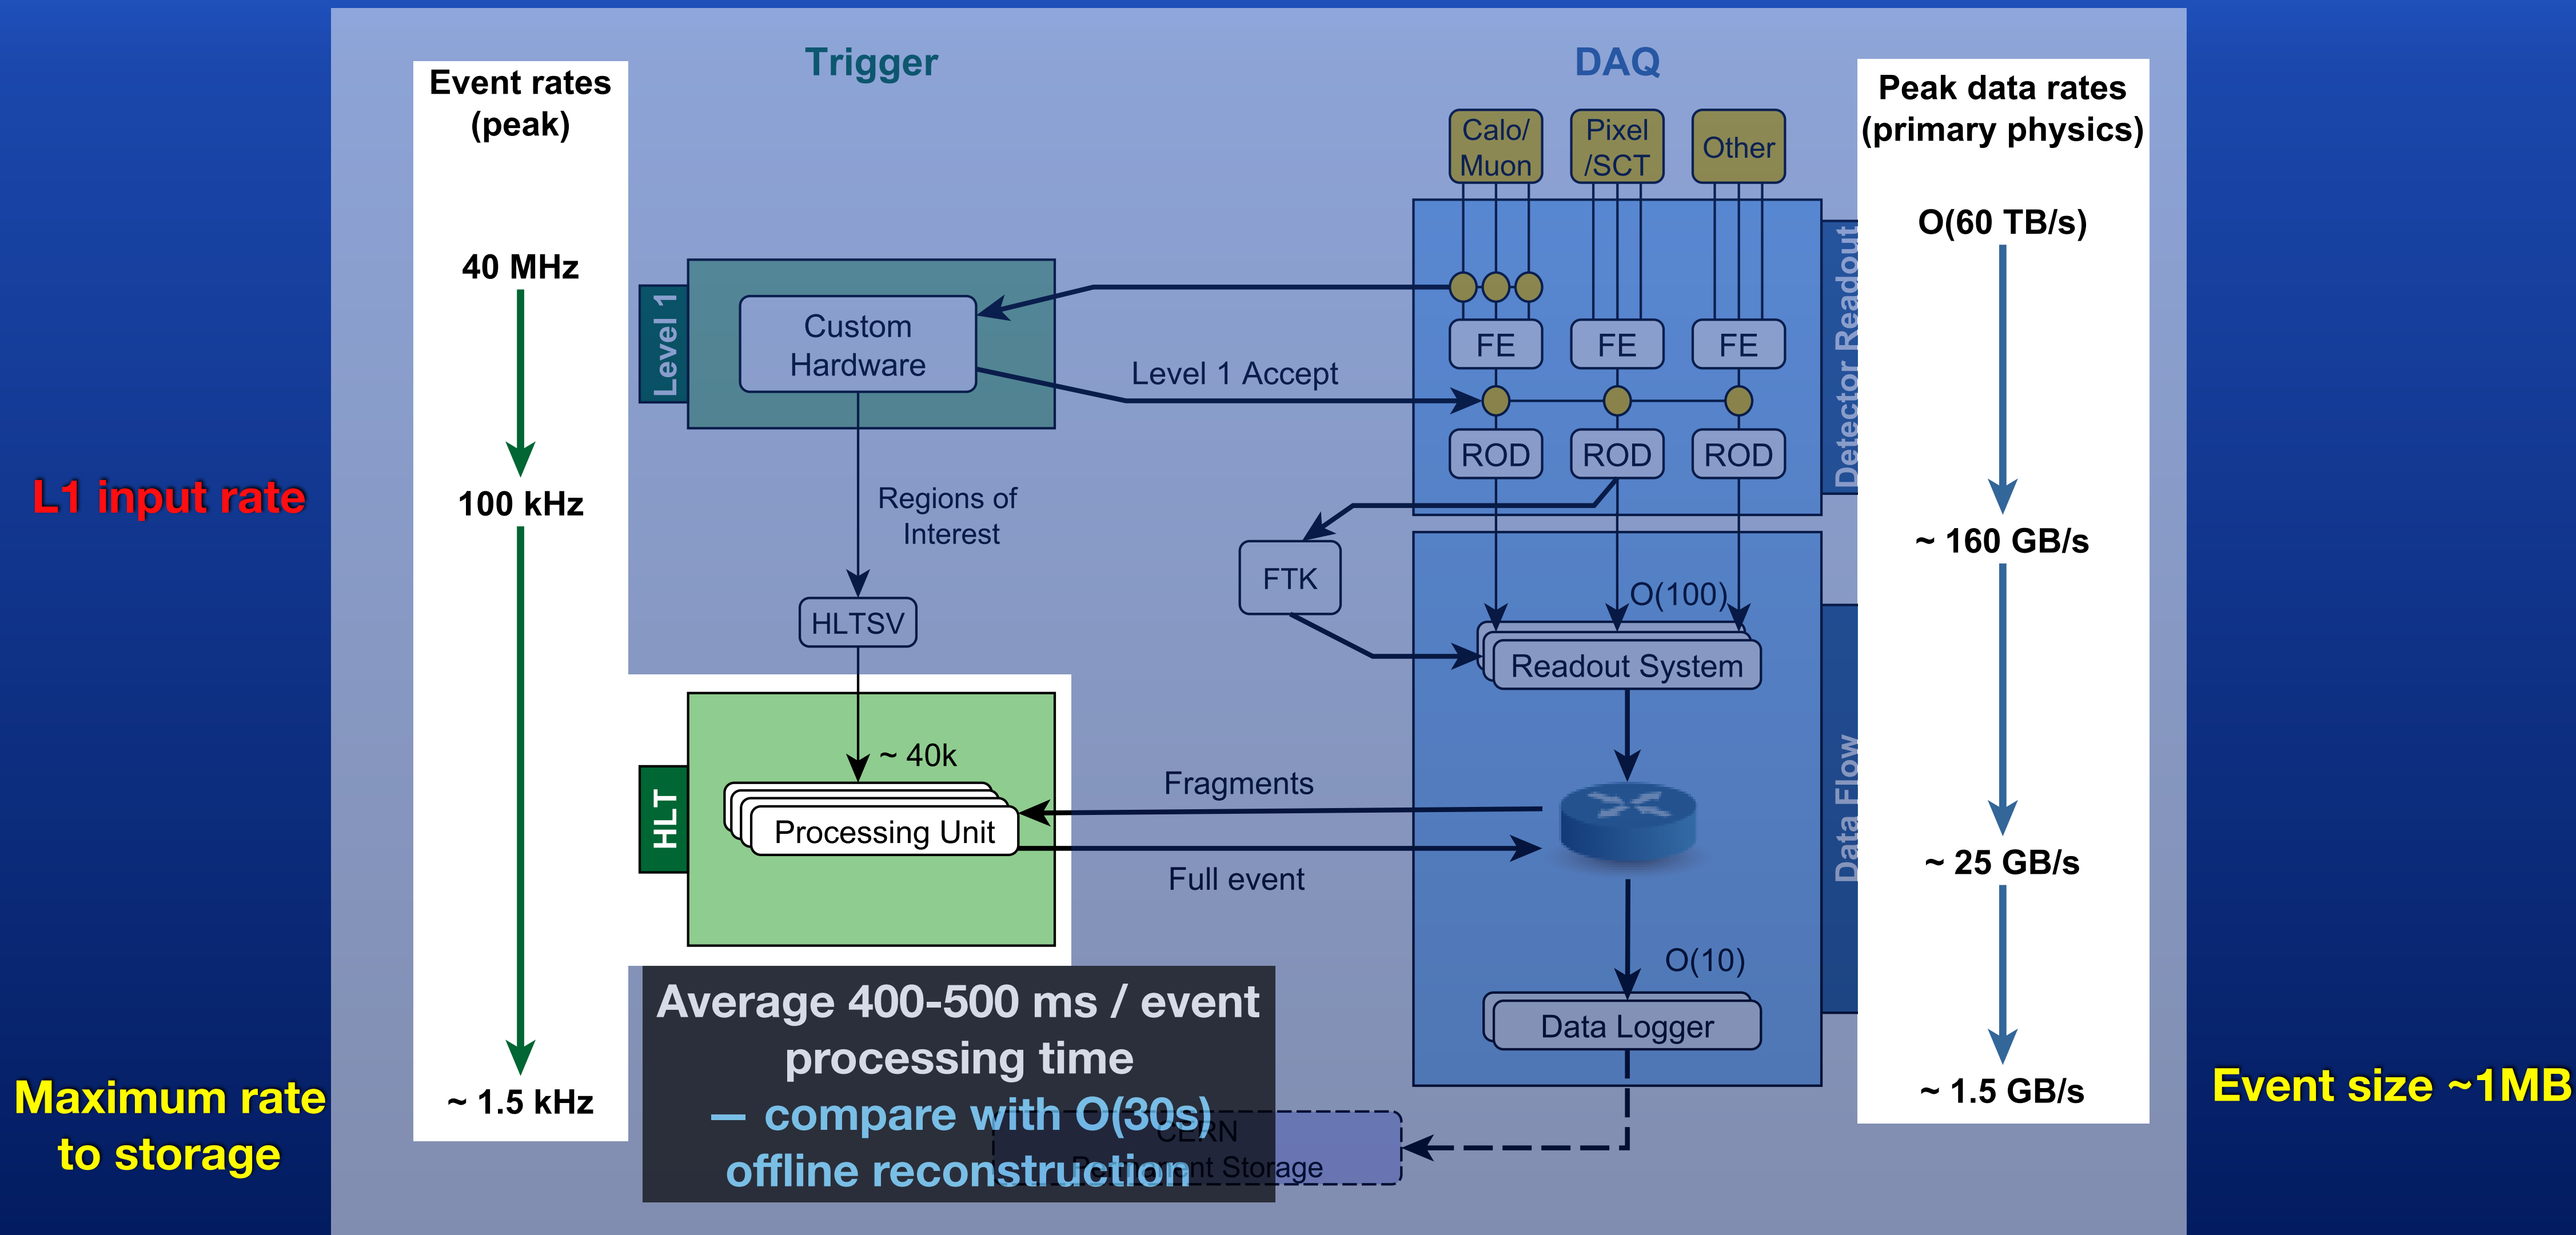 Trigger
DAQ
Event rates
(peak)
Peak data rates
(primary physics)
Calo/
Muon
Pixel
/SCT
Other
O(60 TB/s)
40 MHz
Level 1
Custom
Hardware
FE
FE
FE
Detector Readout
Level 1 Accept
ROD
ROD
ROD
L1 input rate
100 kHz
Regions of
Interest
~ 160 GB/s
FTK
O(100)
HLTSV
Readout System
~ 40k
HLT
Processing Unit
Fragments
Full event
Data Flow
~ 25 GB/s
O(10)
Data Logger
Average 400-500 ms / event
processing time
— compare with O(30s)
offline reconstruction
CERN
Permanent Storage
Maximum rate
to storage
~ 1.5 kHz
~ 1.5 GB/s
Event size ~1MB